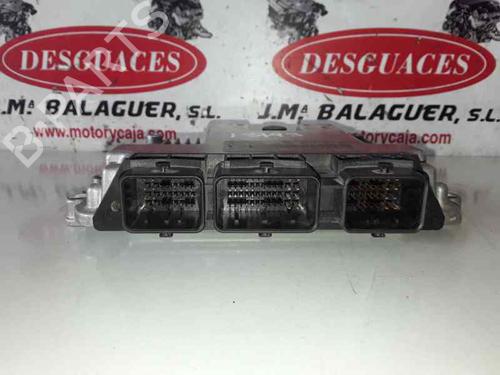 DESGUACES
DESGUACES
J.Mª BALAGUER, S.L.
J.Mª BALAGUER, S.L.
www.motorycaja.com
www.motorycaja.com
B PARTS